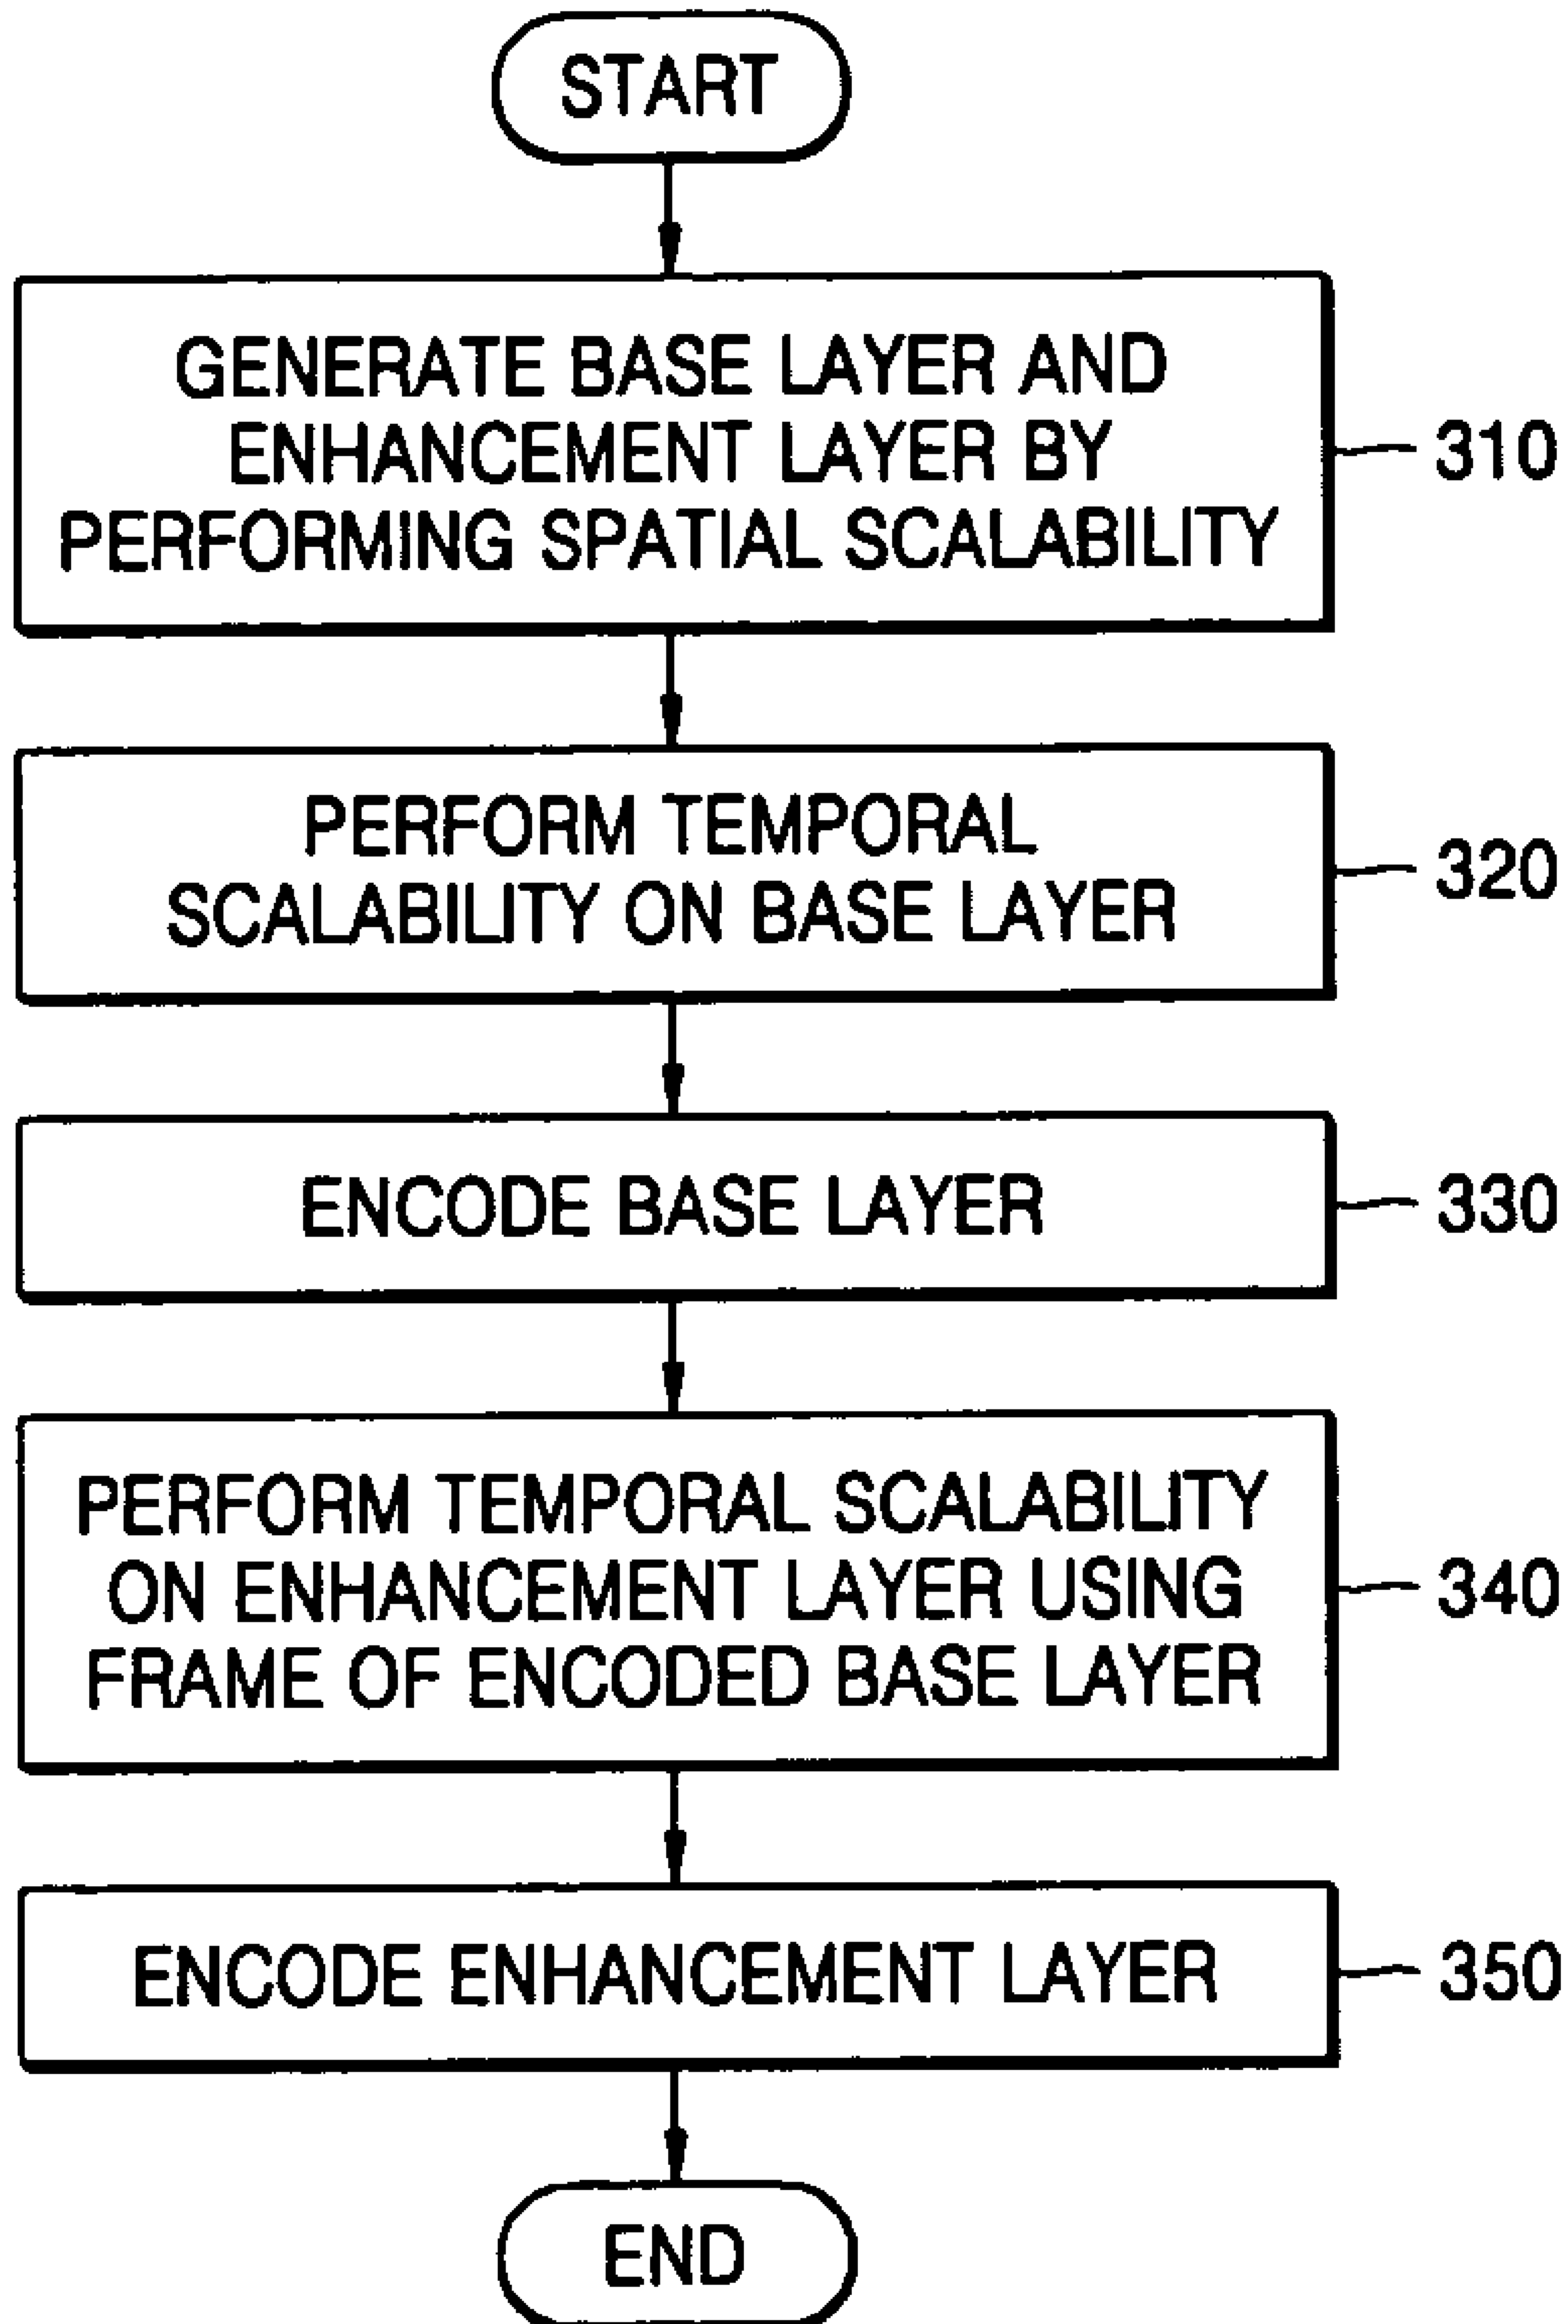 START
GENERATE BASE LAYER AND
ENHANCEMENT LAYER BY
PERFORMING SPATIAL SCALABILITY
310
PERFORM TEMPORAL
SCALABILITY ON BASE LAYER
320
ENCODE BASE LAYER
330
PERFORM TEMPORAL SCALABILITY
ON ENHANCEMENT LAYER USING
FRAME OF ENCODED BASE LAYER
340
ENCODE ENHANCEMENT LAYER
350
END